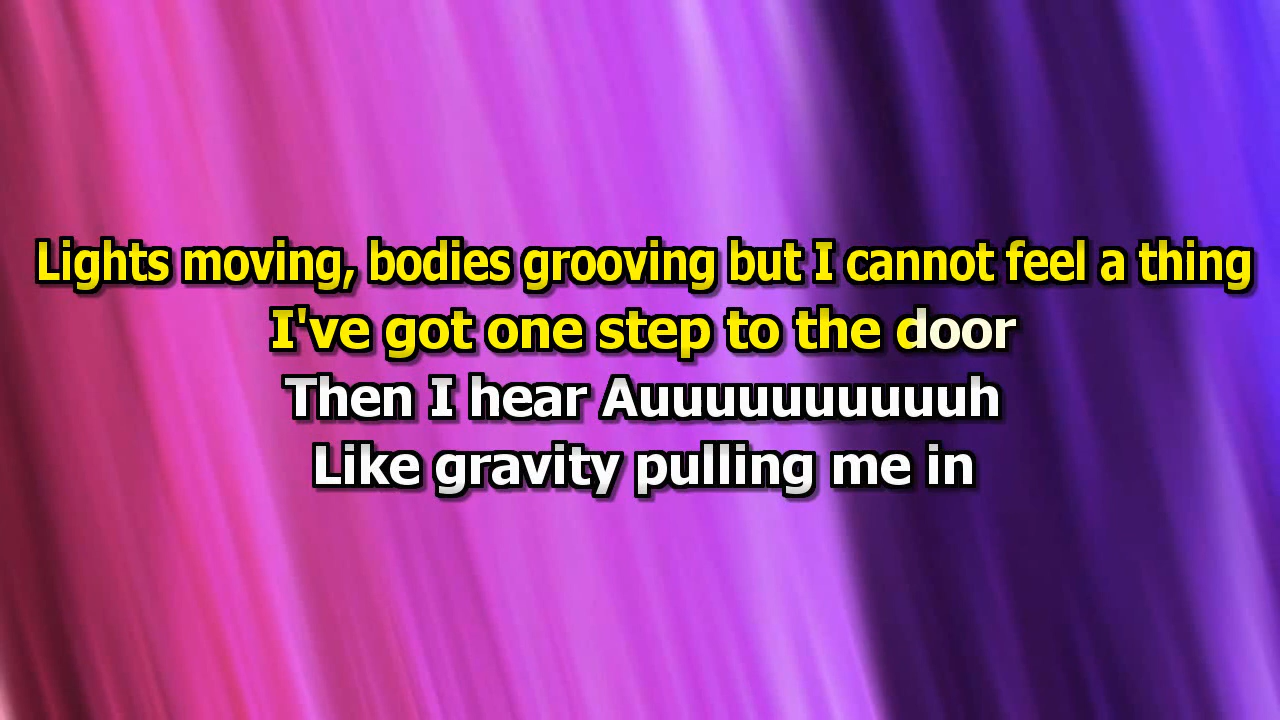 Lights moving, bodies grooving but I cannot feel a thing
I've got one step to the door
Then I hear Auuuuuuuuuuuh
Like gravity pulling me in